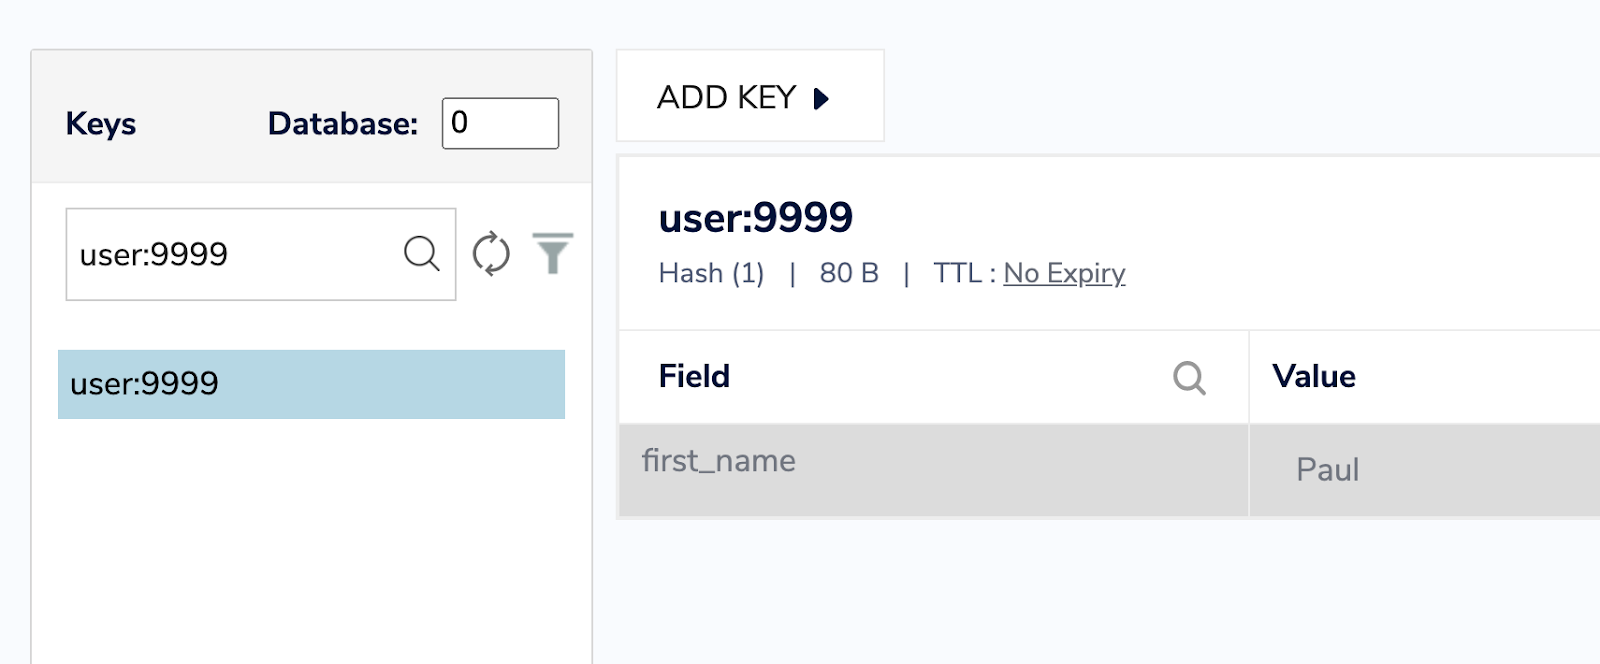 Keys Database: 0
user:9999
user:9999
ADD KEY
user:9999
Hash (1) | 80 B | TTL : No Expiry
Field Value
first_name Paul